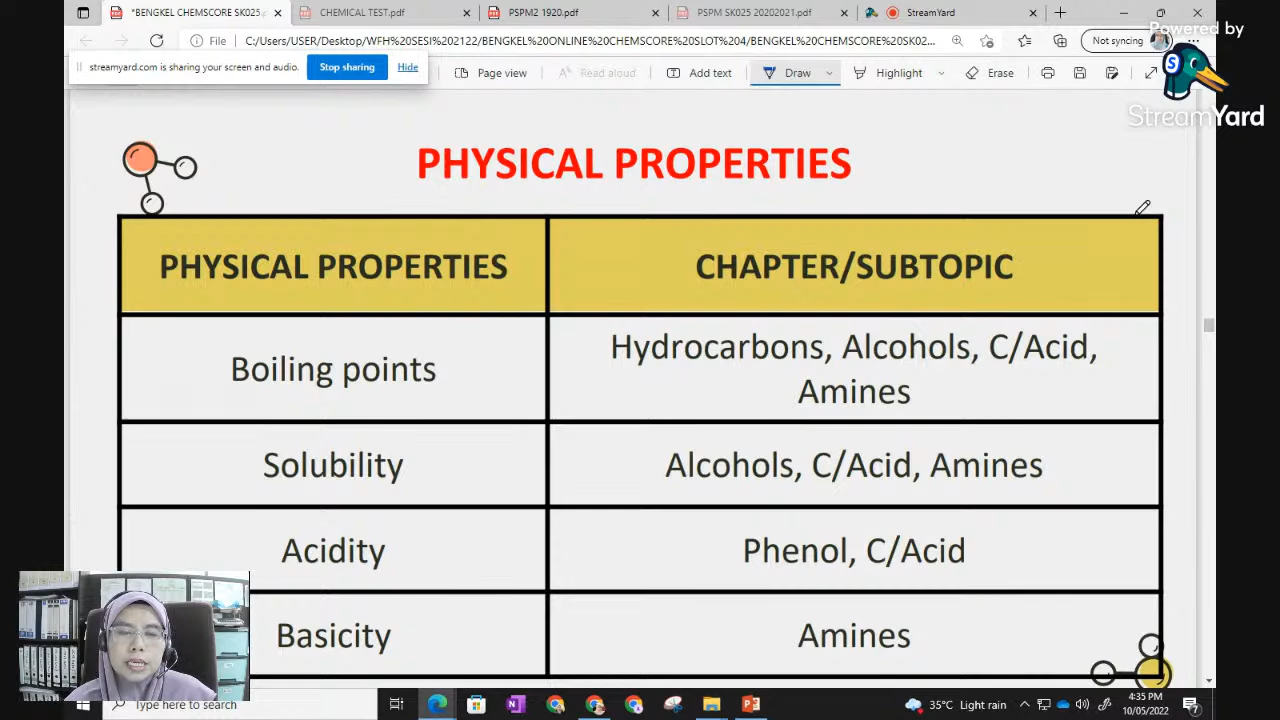 *BENGKEL CHEMSCORE SK025.
CHEMICAL TEST.pdf
PSPM2 1920.pdf
PSPM SK025 20202021.pdf
StreamYard
File
C:/Users/USER/Desktop/WFH%20SESI%
EL%20ONLINE%20CHEMSCORE%20SLOT%204/BENGKEL%20CHEMSCORE%20SK02...
Not syncing
Powered by
StreamYard
streamyard.com is sharing your screen and audio.
Stop sharing
Hide
Page view
Read aloud
Add text
Draw
Highlight
Erase
PHYSICAL PROPERTIES
PHYSICAL PROPERTIES
CHAPTER/SUBTOPIC
Boiling points
Hydrocarbons, Alcohols, C/Acid,
Amines
Solubility
Alcohols, C/Acid, Amines
Acidity
Phenol, C/Acid
Basicity
Amines
Type here to search
35°C Light rain
4:35 PM
10/05/2022